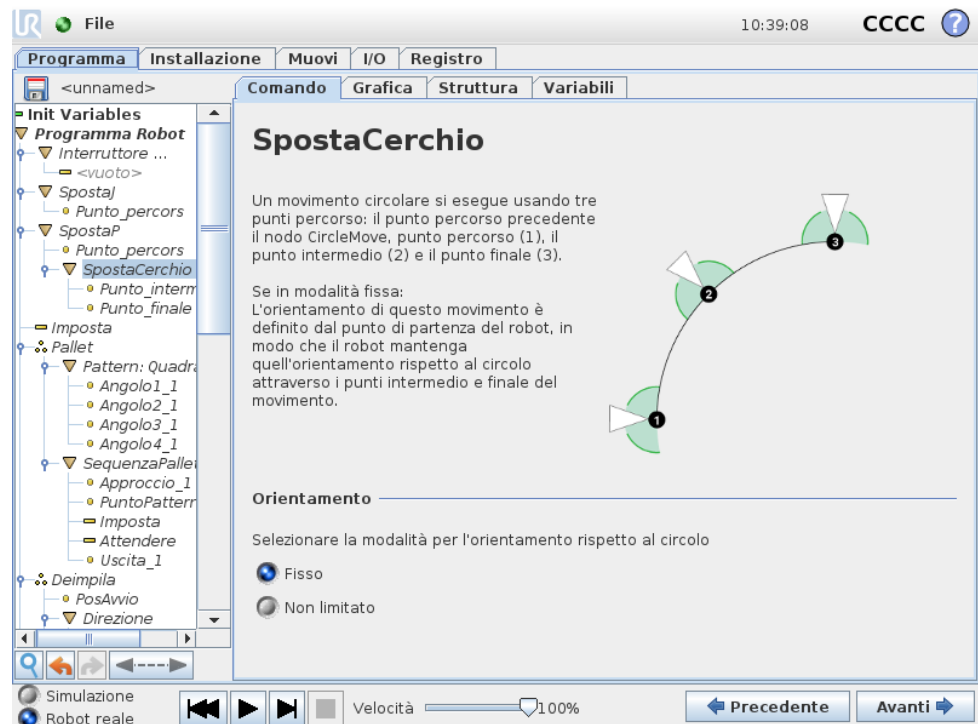 UR File 10:39:08 CCCC ?
Programma Installazione Muovi I/O Registro
<unnamed>
Comando Grafica Struttura Variabili
Init Variables
Programma Robot
Interruttore ...
<vuoto>
SpostaJ
Punto_percors
SpostaP
Punto_percors
SpostaCerchio
Punto_interm
Punto_finale
Imposta
Pallet
Pattern: Quadra
Angolo1_1
Angolo2_1
Angolo3_1
Angolo4_1
SequenzaPallet
Approccio_1
PuntoPattern
Imposta
Attendere
Uscita_1
Deimpila
PosAvvio
Direzione
SpostaCerchio
Un movimento circolare si esegue usando tre
punti percorso: il punto percorso precedente
il nodo CircleMove, punto percorso (1), il
punto intermedio (2) e il punto finale (3).
Se in modalità fissa:
L'orientamento di questo movimento è
definito dal punto di partenza del robot, in
modo che il robot mantenga
quell'orientamento rispetto al circolo
attraverso i punti intermedio e finale del
movimento.
3
2
1
Orientamento
Selezionare la modalità per l'orientamento rispetto al circolo
Fisso
Non limitato
Simulazione
Robot reale
Velocità 100%
Precedente
Avanti